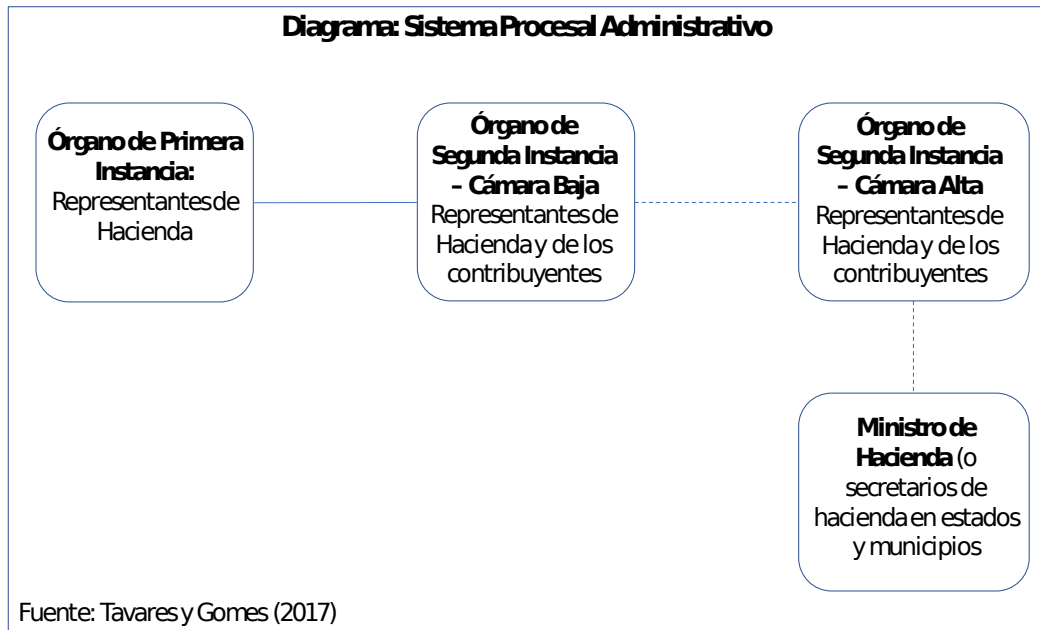 Diagrama: Sistema Procesal Administrativo
Órgano de Primera
Instancia:
Representantes de
Hacienda
Órgano de
Segunda Instancia
– Cámara Baja
Representantes de
Hacienda y de los
contribuyentes
Órgano de
Segunda Instancia
– Cámara Alta
Representantes de
Hacienda y de los
contribuyentes
Ministro de
Hacienda (o
secretarios de
hacienda en estados
y municipios
Fuente: Tavares y Gomes (2017)